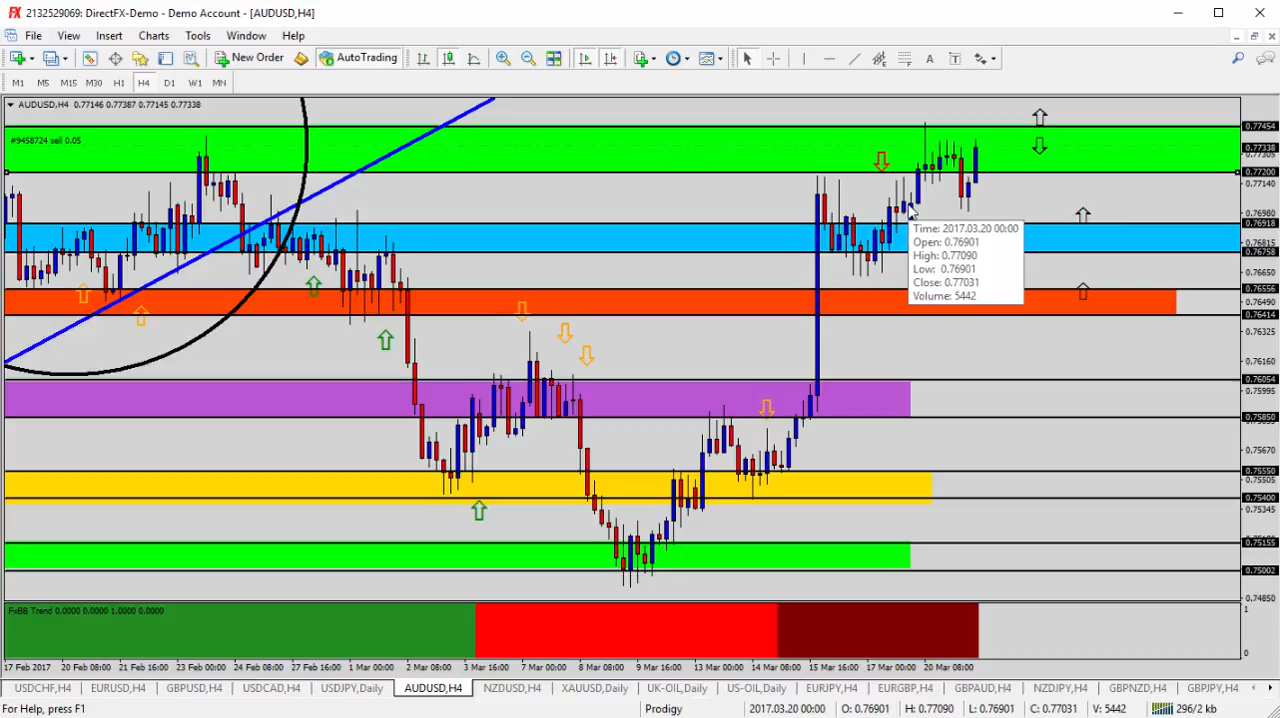 2132529069: DirectFX-Demo - Demo Account - [AUDUSD,H4]
File View Insert Charts Tools Window Help
New Order AutoTrading
M1 M5 M15 M30 H1 H4 D1 W1 MN
AUDUSD,H4 0.77146 0.77387 0.77145 0.77338
0.77454
#9458724 sell 0.05
0.77338
0.77305
0.77200
0.77140
0.76980
0.76918
Time: 2017.03.20 00:00
Open: 0.76901
High: 0.77090
Low: 0.76901
Close: 0.77031
Volume: 5442
0.76815
0.76758
0.76650
0.76556
0.76490
0.76414
0.76325
0.76160
0.76054
0.75995
0.75850
0.75670
0.75550
0.75505
0.75400
0.75345
0.75155
0.75002
0.74850
FxBB Trend 0.0000 0.0000 1.0000 0.0000
1
0
17 Feb 2017 20 Feb 08:00 21 Feb 16:00 23 Feb 00:00 24 Feb 08:00 27 Feb 16:00 1 Mar 00:00 2 Mar 08:00 3 Mar 16:00 7 Mar 00:00 8 Mar 08:00 9 Mar 16:00 13 Mar 00:00 14 Mar 08:00 15 Mar 16:00 17 Mar 00:00 20 Mar 08:00
USDCHF,H4 EURUSD,H4 GBPUSD,H4 USDCAD,H4 USDJPY,Daily AUDUSD,H4 NZDUSD,H4 XAUUSD,Daily UK-OIL,Daily US-OIL,Daily EURJPY,H4 EURGBP,H4 GBPAUD,H4 NZDJPY,H4 GBPNZD,H4 GBPJPY,H4
For Help, press F1 Prodigy 2017.03.20 00:00 O: 0.76901 H: 0.77090 L: 0.76901 C: 0.77031 V: 5442 296/2 kb